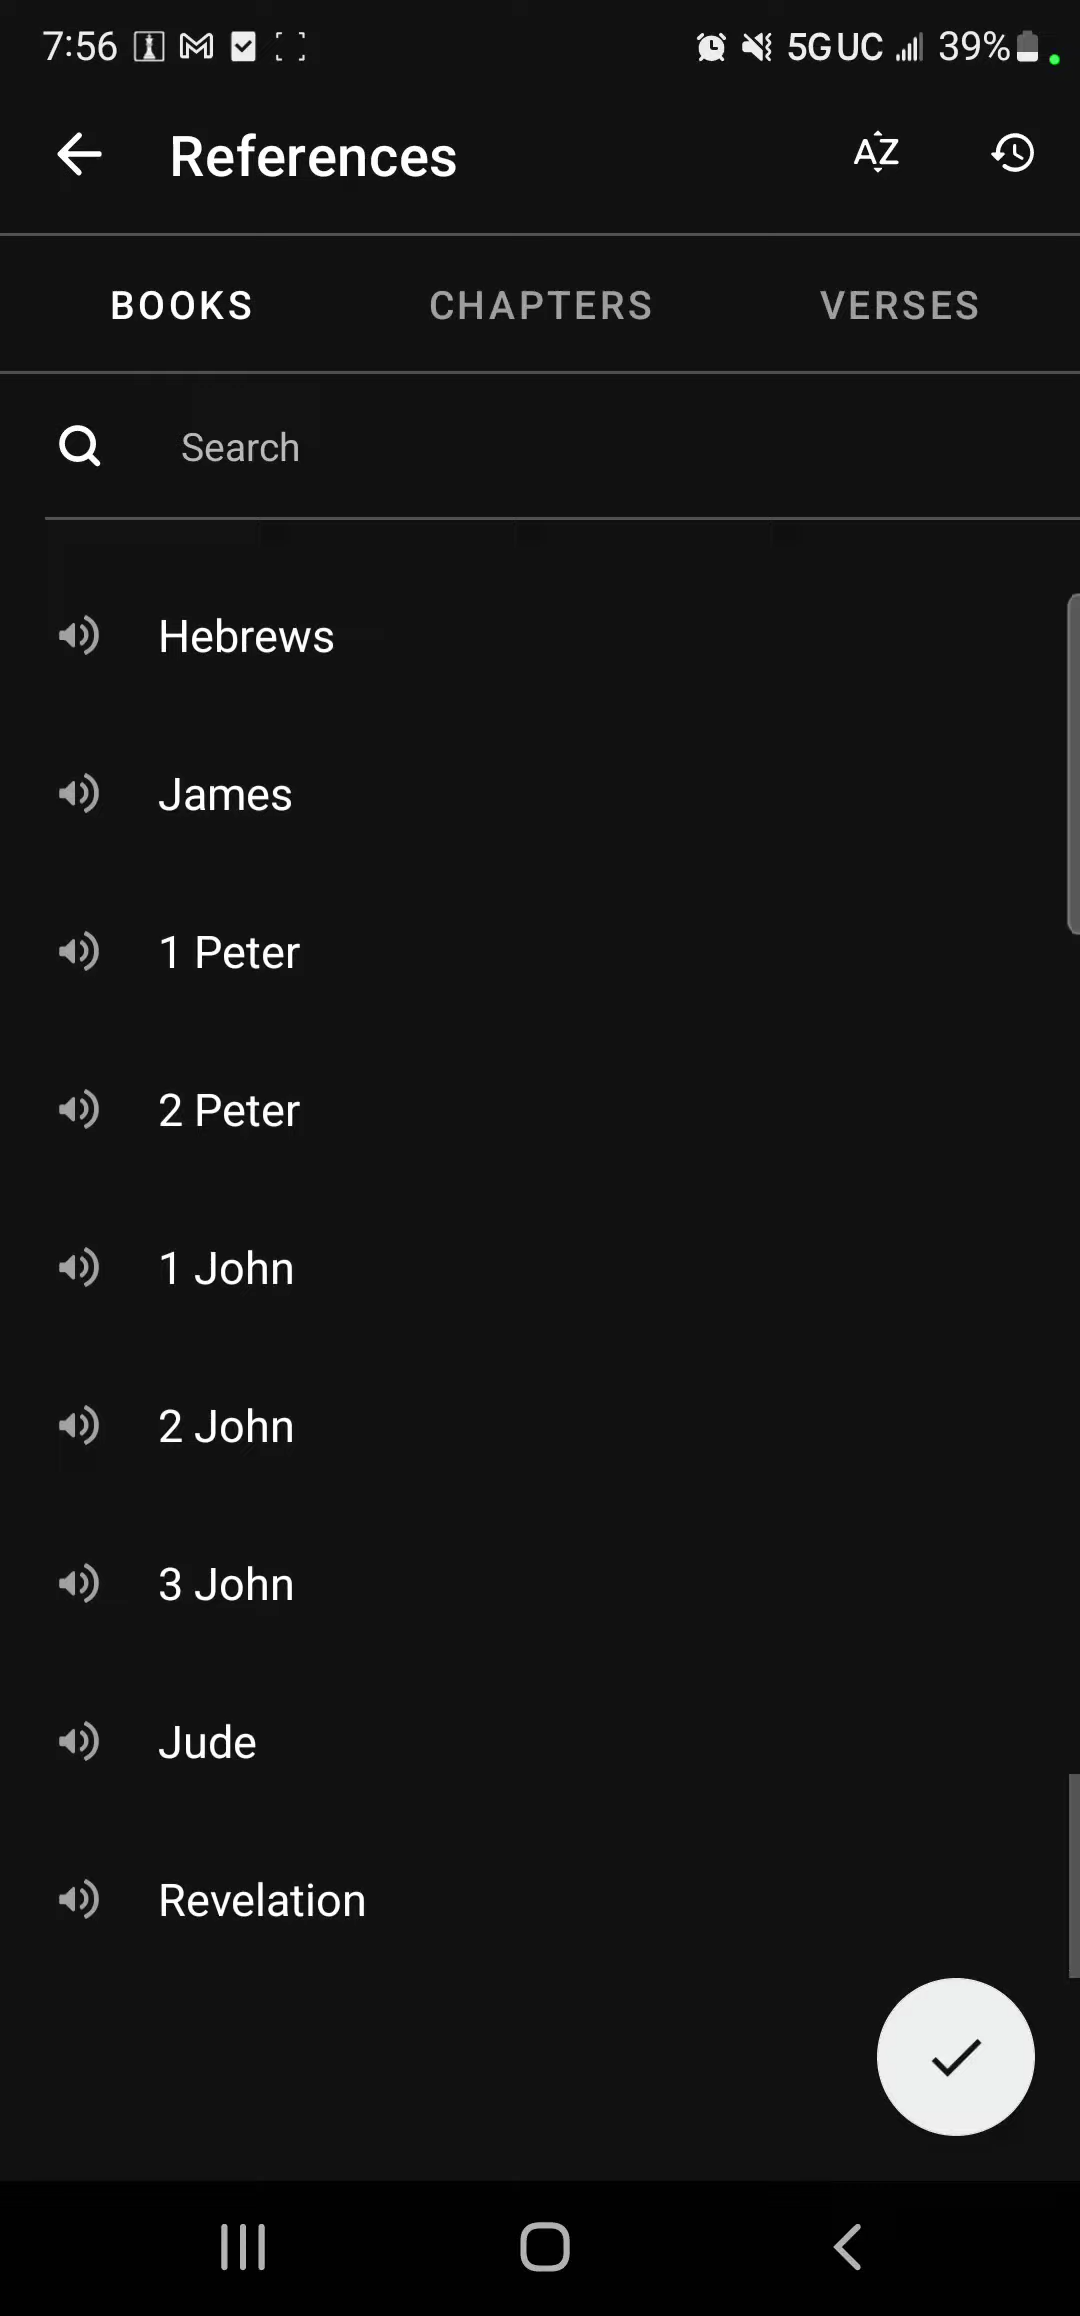 7:56 5G UC 39%
References AZ
BOOKS CHAPTERS VERSES
Search
Hebrews
James
1 Peter
2 Peter
1 John
2 John
3 John
Jude
Revelation